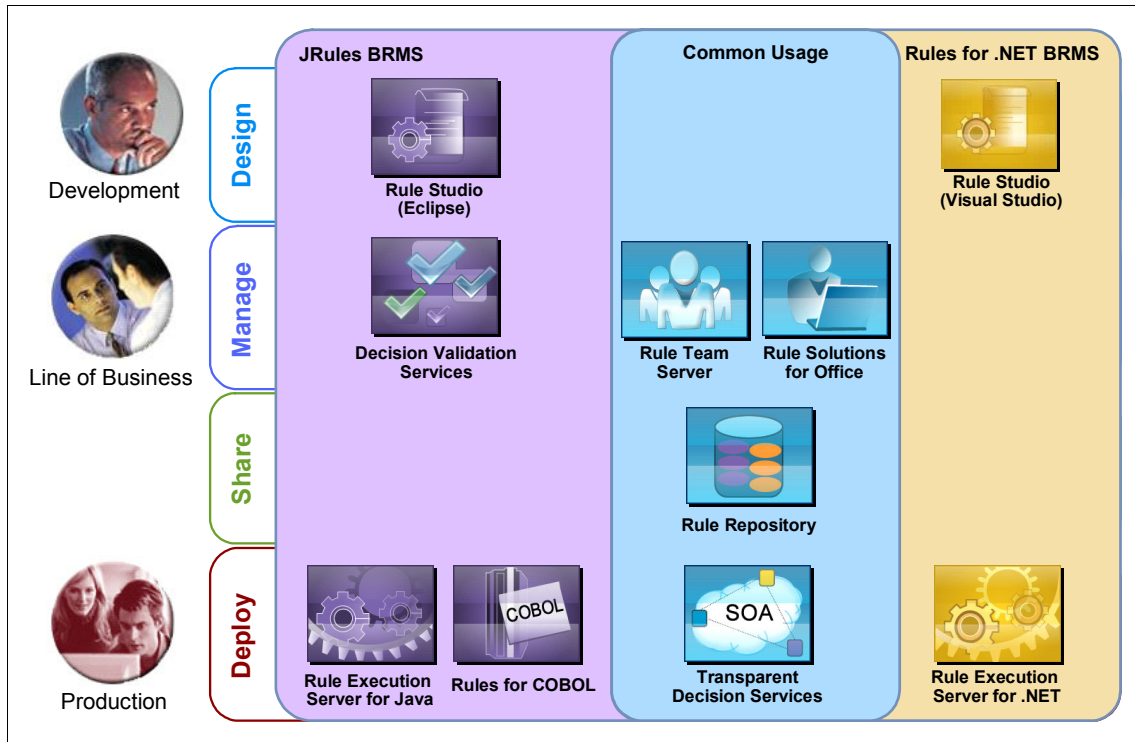 JRules BRMS
Common Usage
Rules for .NET BRMS
Development
Design
Rule Studio
(Eclipse)
Rule Studio
(Visual Studio)
Line of Business
Manage
Decision Validation
Services
Rule Team
Server
Rule Solutions
for Office
Share
Rule Repository
Production
Deploy
COBOL
SOA
Rule Execution
Server for Java
Rules for COBOL
Transparent
Decision Services
Rule Execution
Server for .NET